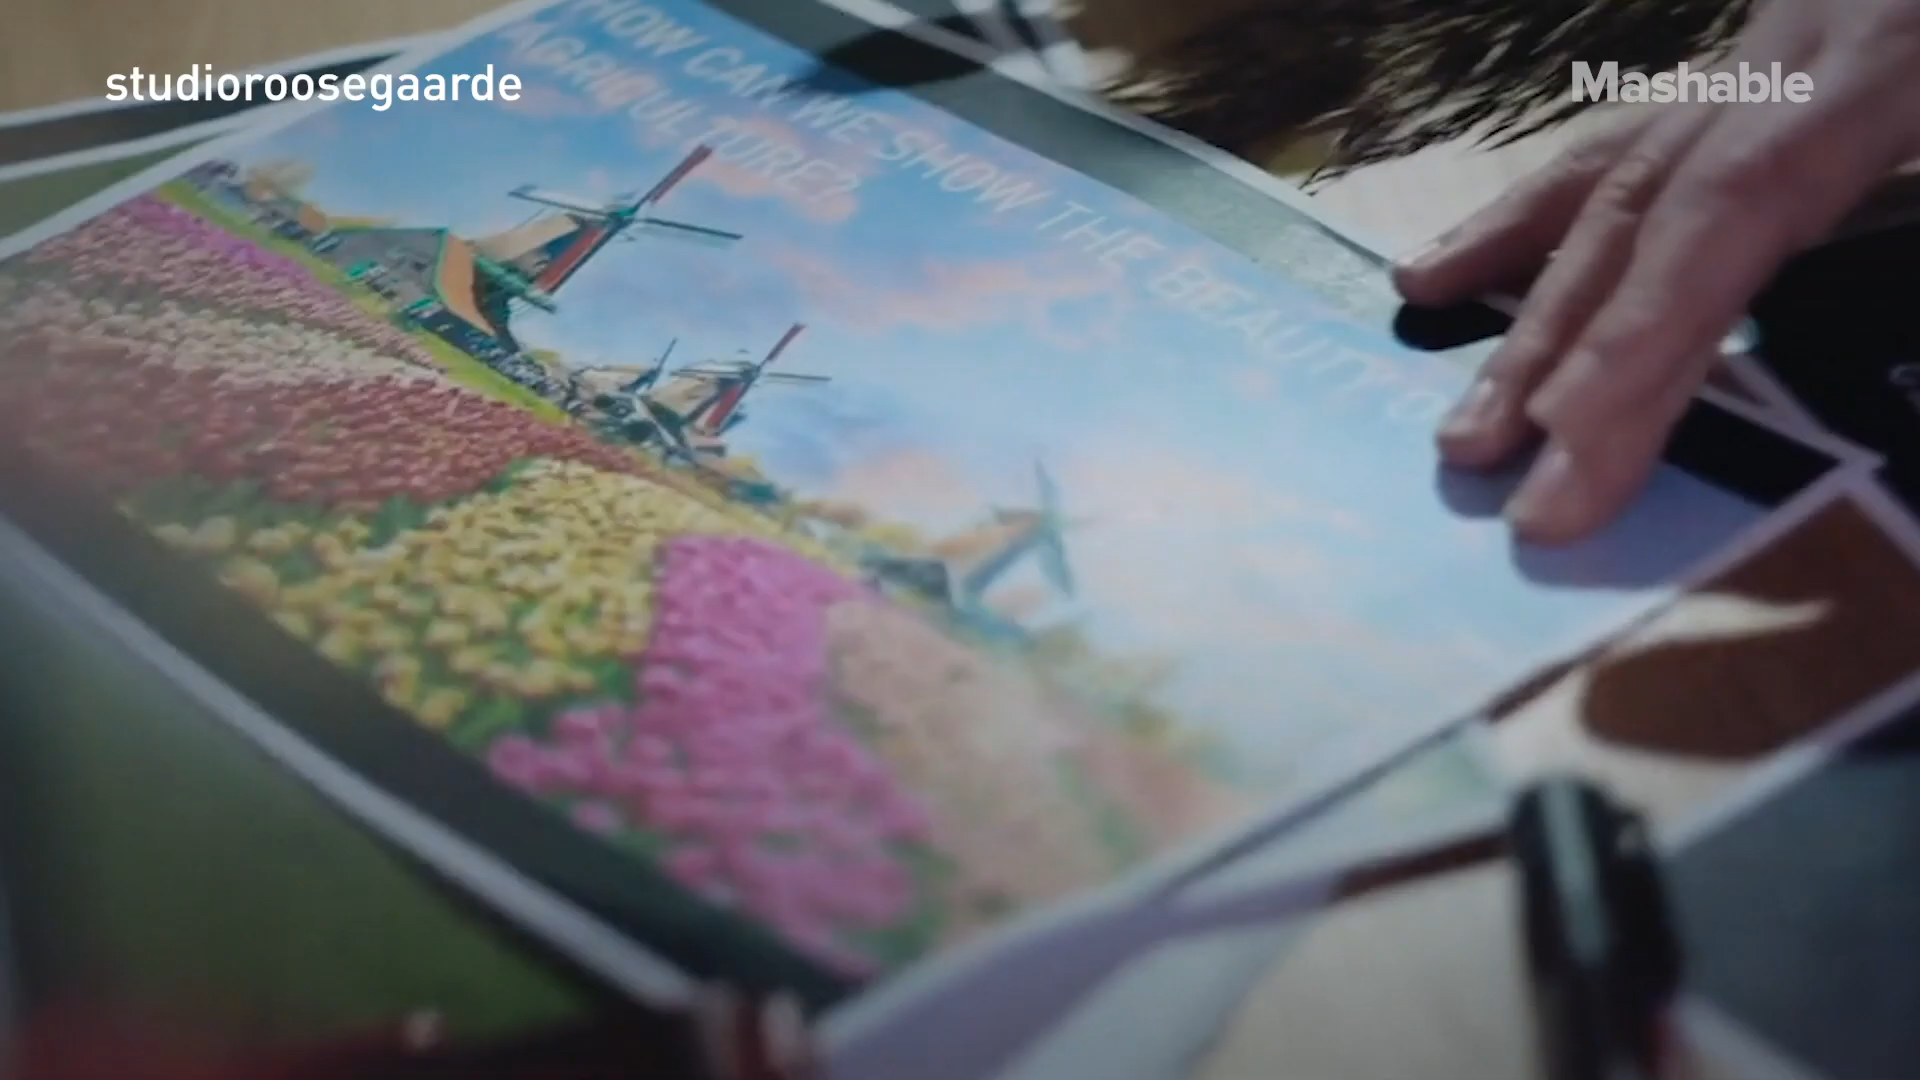 studioroosegaarde
Mashable
HOW CAN WE SHOW THE BEAUTY O
AGRICULTURE?